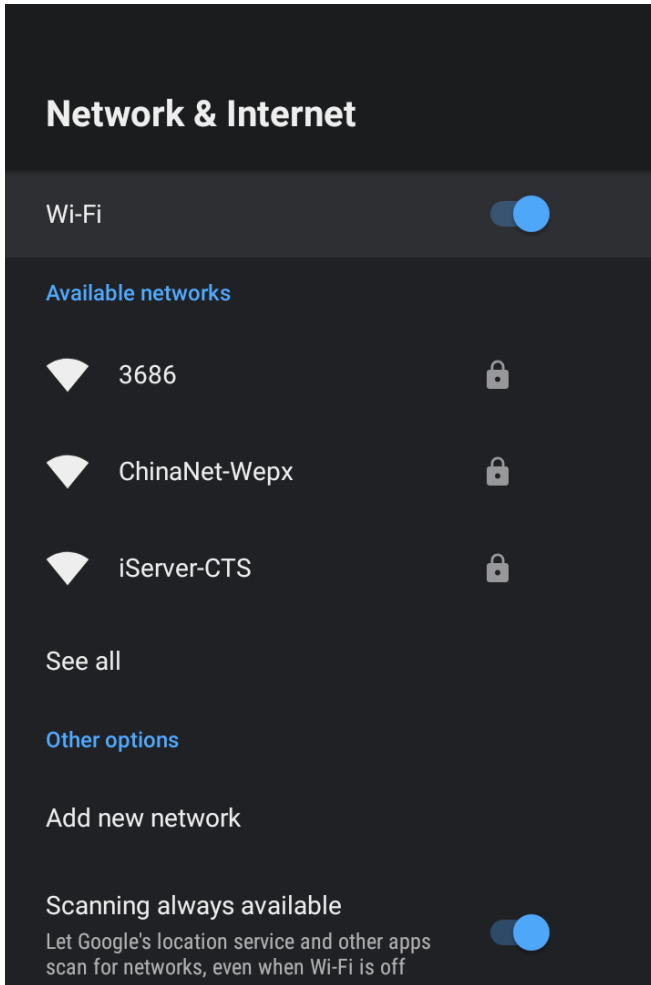 Network & Internet
Wi-Fi
Available networks
3686
ChinaNet-Wepx
iServer-CTS
See all
Other options
Add new network
Scanning always available
Let Google's location service and other apps
scan for networks, even when Wi-Fi is off